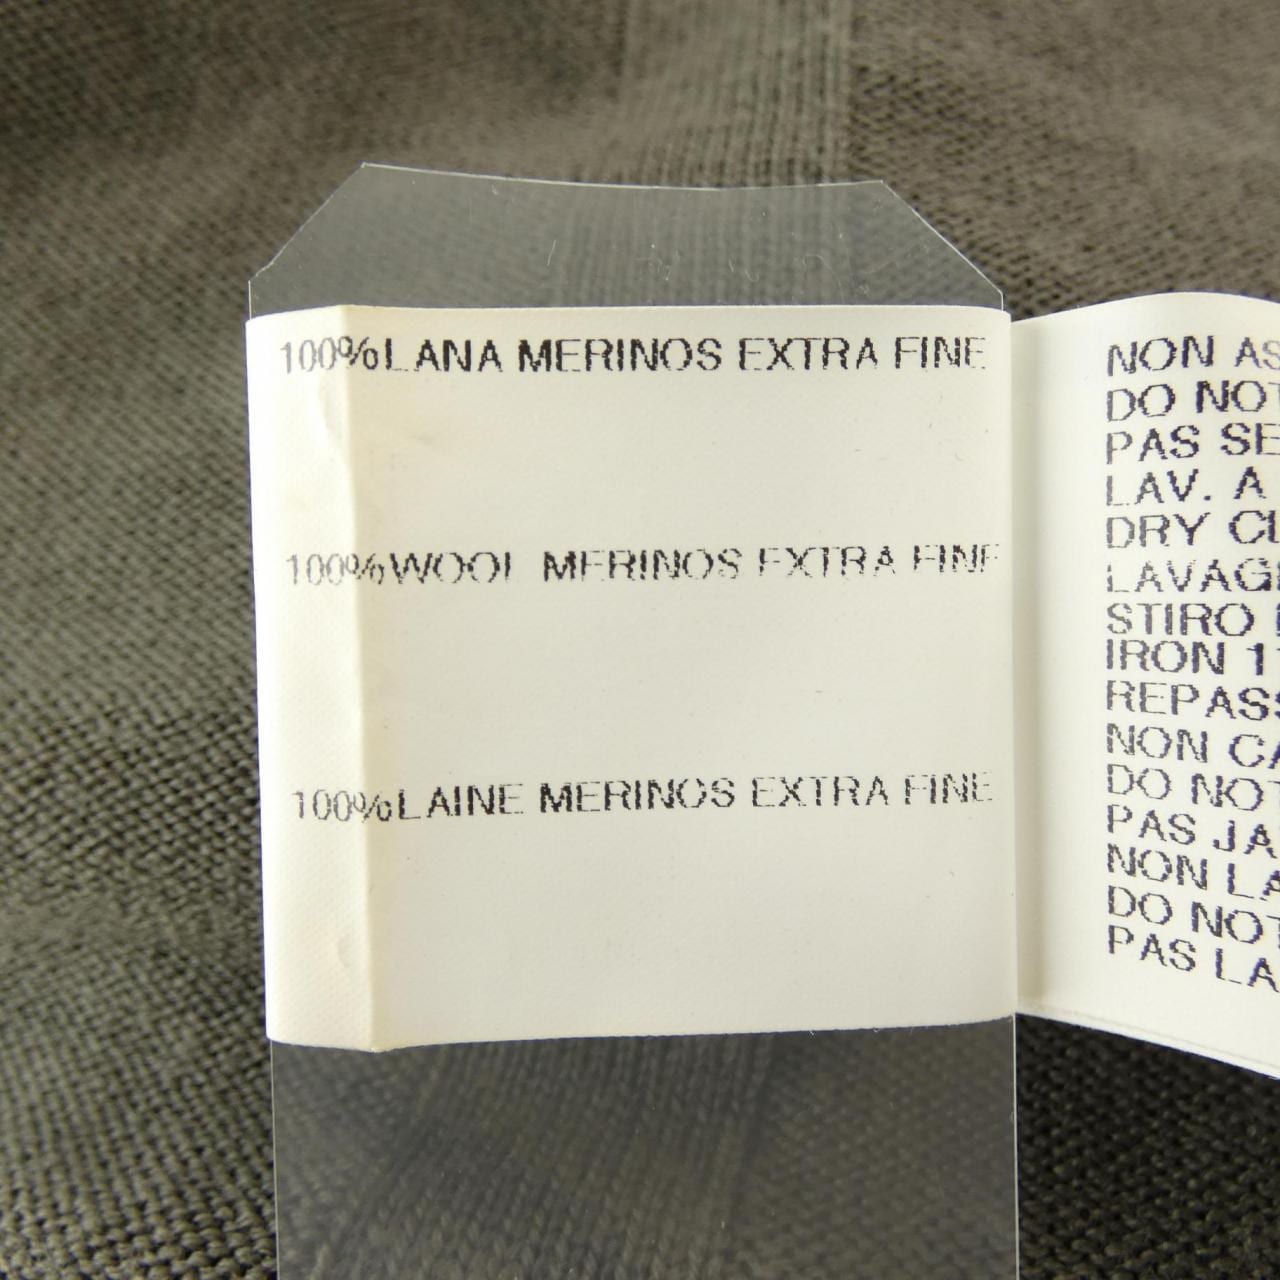 100%LANA MERINOS EXTRA FINE
100%WOOL MERINOS EXTRA FINE
100%LAINE MERINOS EXTRA FINE
NON AS
DO NOT
PAS SE
LAV. A
DRY CL
LAVAG
STIRO
IRON 1
REPASS
NON CA
DO NOT
PAS JA
NON LA
DO NOT
PAS LA